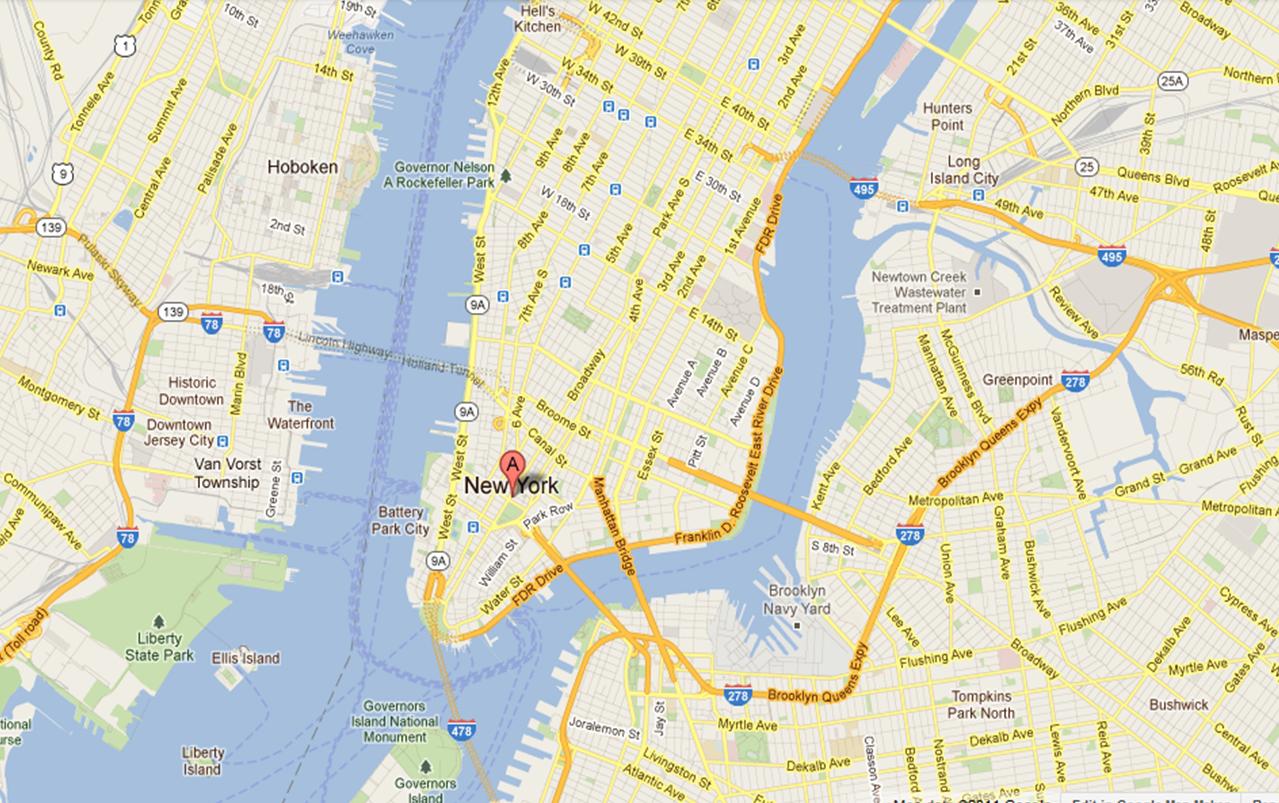 Hell's
Kitchen
W 42nd St
19th St
10th St
Weehawken
Cove
County Rd
1
Tonnele Ave
14th St
Summit Ave
Palisade Ave
Central Ave
9
Hoboken
2nd St
139
Pulaski Skyway
Newark Ave
18th St
139
78
78
Lincoln Highway
Holland Tunnel
12th Ave
W 39th St
W 34th St
W 30th St
3rd Ave
2nd Ave
E 40th St
E 34th St
E 30th St
9th Ave
8th Ave
7th Ave
Governor Nelson
A Rockefeller Park
W 18th St
Park Ave S
8th Ave
5th Ave
1st Avenue
FDR Drive
West St
3rd Ave
2nd Ave
7th Ave S
4th Ave
9A
E 14th St
36th Ave
37th Ave
31st St
Broadway
21st St
25A
Northern Blvd
Hunters
Point
39th St
Long
Island City
25
Queens Blvd
Roosevelt A
47th Ave
495
49th Ave
48th St
495
Newtown Creek
Wastewater
Treatment Plant
Review Ave
Maspe
56th Rd
Manhattan Ave
McGuinness Blvd
Greenpoint
278
Rust St
Montgomery St
Historic
Downtown
Marin Blvd
78
Downtown
Jersey City
The
Waterfront
Van Vorst
Township
Greene St
Communipaw Ave
78
9A
6 Ave
Broadway
Broome St
Canal St
Avenue A
Avenue B
Avenue C
Avenue D
Essex St
Pitt St
Franklin D. Roosevelt East River Drive
West St
A
New York
Battery
Park City
West St
Park Row
Manhattan Bridge
9A
William St
Water St
FDR Drive
Kent Ave
Bedford Ave
Brooklyn Queens Expy
Vandervoort Ave
Grand Ave
Grand St
Flushing
Metropolitan Ave
Metropolitan A
278
S 8th St
Graham Ave
Union Ave
Bushwick Ave
Brooklyn
Navy Yard
Lee Ave
Flushing Ave
Cypress Ave
Dekalb Ave
Flushing Ave
Broadway
Myrtle Ave
Gates Ave
Brooklyn Queens Expy
278
Tompkins
Park North
Bushwick
(Toll road)
Liberty
State Park
Ellis Island
Governors
Island National
Monument
478
Liberty
Island
Governors
Island
Joralemon St
Jay St
Myrtle Ave
Livingston St
Atlantic Ave
Dekalb Ave
Dekalb Ave
Classon Ave
Bedford
Nostrand
Lewis Ave
Reid Ave
Central Ave
Gates Ave